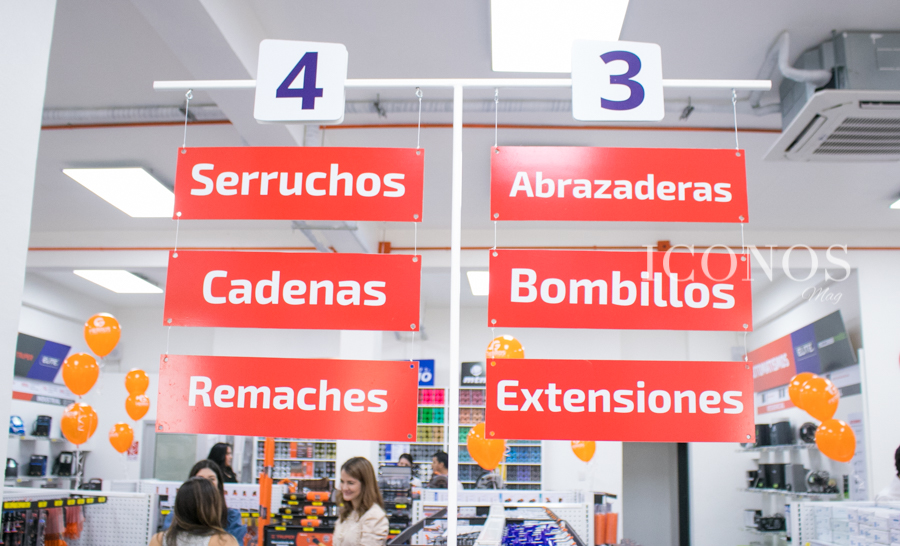 4
Serruchos
Cadenas
Remaches
3
Abrazaderas
Bombillos
Extensiones
ICONOS
Mag